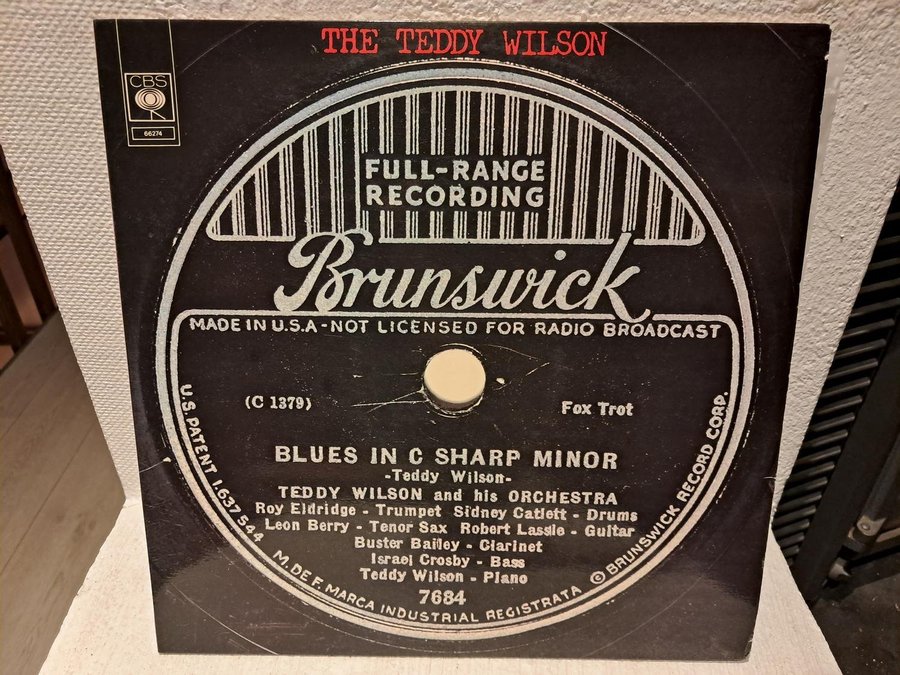 THE TEDDY WILSON
CBS
66274
FULL-RANGE
RECORDING
Brunswick
MADE IN U.S.A-NOT LICENSED FOR RADIO BROADCAST
(C 1379)
Fox Trot
BLUES IN C SHARP MINOR
-Teddy Wilson-
TEDDY WILSON and his ORCHESTRA
Roy Eldridge - Trumpet Sidney Catlett - Drums
Leon Berry - Tenor Sax Robert Lassie - Guitar
Buster Bailey - Clarinet
Israel Crosby - Bass
Teddy Wilson - Piano
7684
U.S. PATENT 1.637544
M. DE F. MARCA INDUSTRIAL REGISTRATA
© BRUNSWICK RECORD CORP.